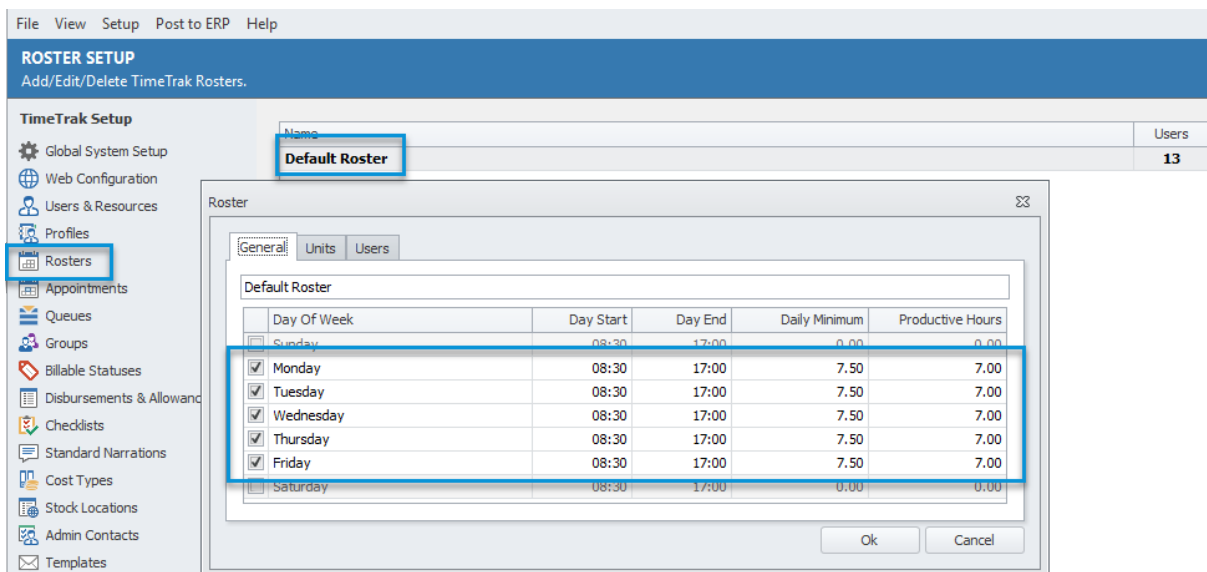 File View Setup Post to ERP Help
ROSTER SETUP
Add/Edit/Delete TimeTrak Rosters.
TimeTrak Setup
Global System Setup
Web Configuration
Users & Resources
Profiles
Rosters
Appointments
Queues
Groups
Billable Statuses
Disbursements & Allowanc
Checklists
Standard Narrations
Cost Types
Stock Locations
Admin Contacts
Templates
Name Users
Default Roster 13
Roster
General Units Users
Default Roster
Day Of Week Day Start Day End Daily Minimum Productive Hours
Sunday 08:30 17:00 0.00 0.00
Monday 08:30 17:00 7.50 7.00
Tuesday 08:30 17:00 7.50 7.00
Wednesday 08:30 17:00 7.50 7.00
Thursday 08:30 17:00 7.50 7.00
Friday 08:30 17:00 7.50 7.00
Saturday 08:30 17:00 0.00 0.00
Ok Cancel